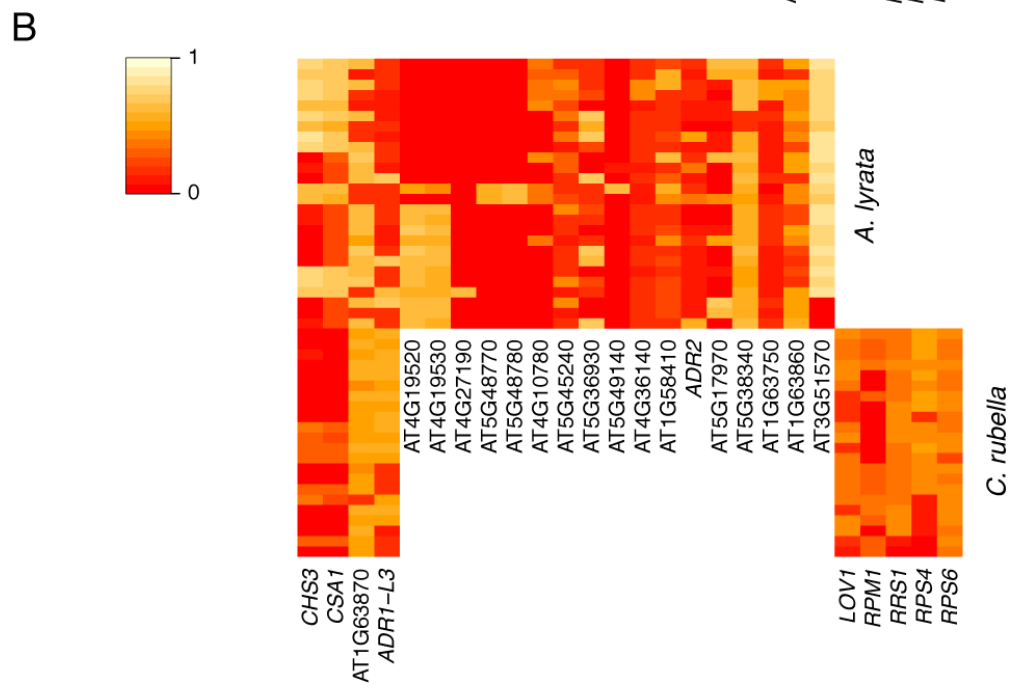 B
1
0
A. lyrata
AT4G19520
AT4G19530
AT4G27190
AT5G48770
AT5G48780
AT4G10780
AT5G45240
AT5G36930
AT5G49140
AT4G36140
AT1G58410
ADR2
AT5G17970
AT5G38340
AT1G63750
AT1G63860
AT3G51570
C. rubella
CHS3
CSA1
AT1G63870
ADR1-L3
LOV1
RPM1
RRS1
RPS4
RPS6